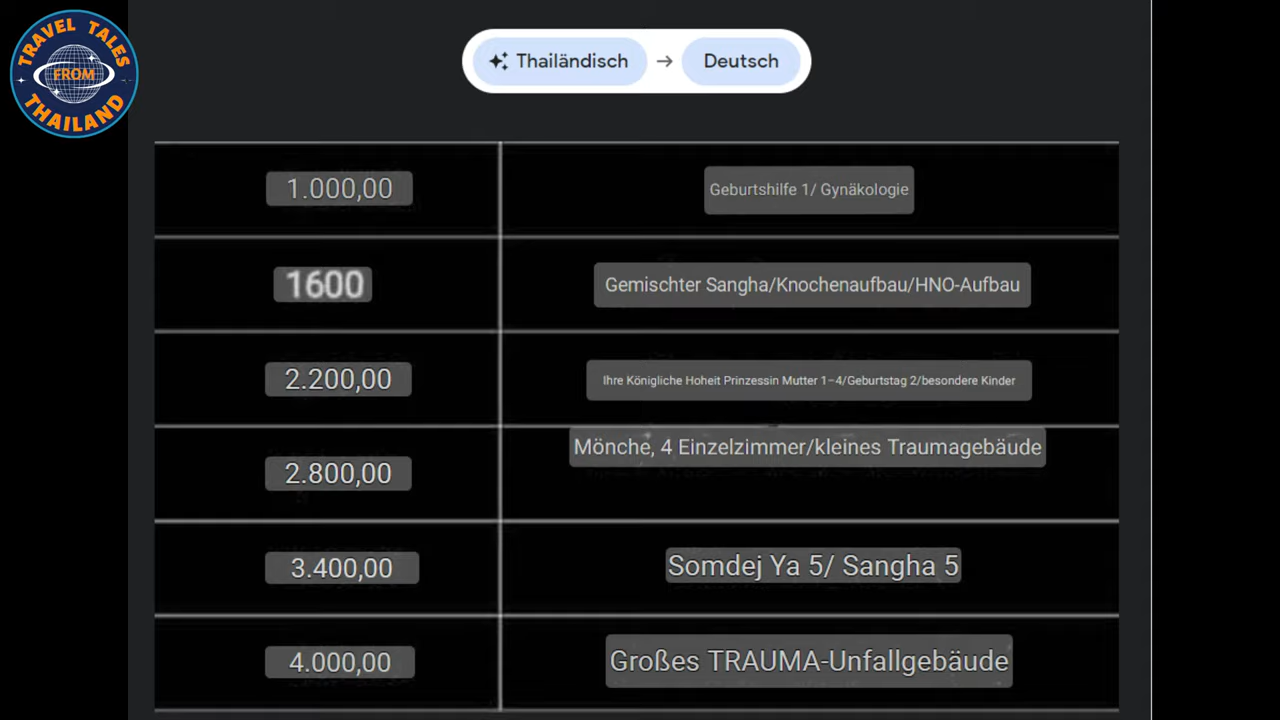 TRAVEL TALES
FROM
THAILAND
Thailändisch → Deutsch
1.000,00 Geburtshilfe 1/ Gynäkologie
1600 Gemischter Sangha/Knochenaufbau/HNO-Aufbau
2.200,00 Ihre Königliche Hoheit Prinzessin Mutter 1–4/Geburtstag 2/besondere Kinder
2.800,00 Mönche, 4 Einzelzimmer/kleines Traumagebäude
3.400,00 Somdej Ya 5/ Sangha 5
4.000,00 Großes TRAUMA-Unfallgebäude